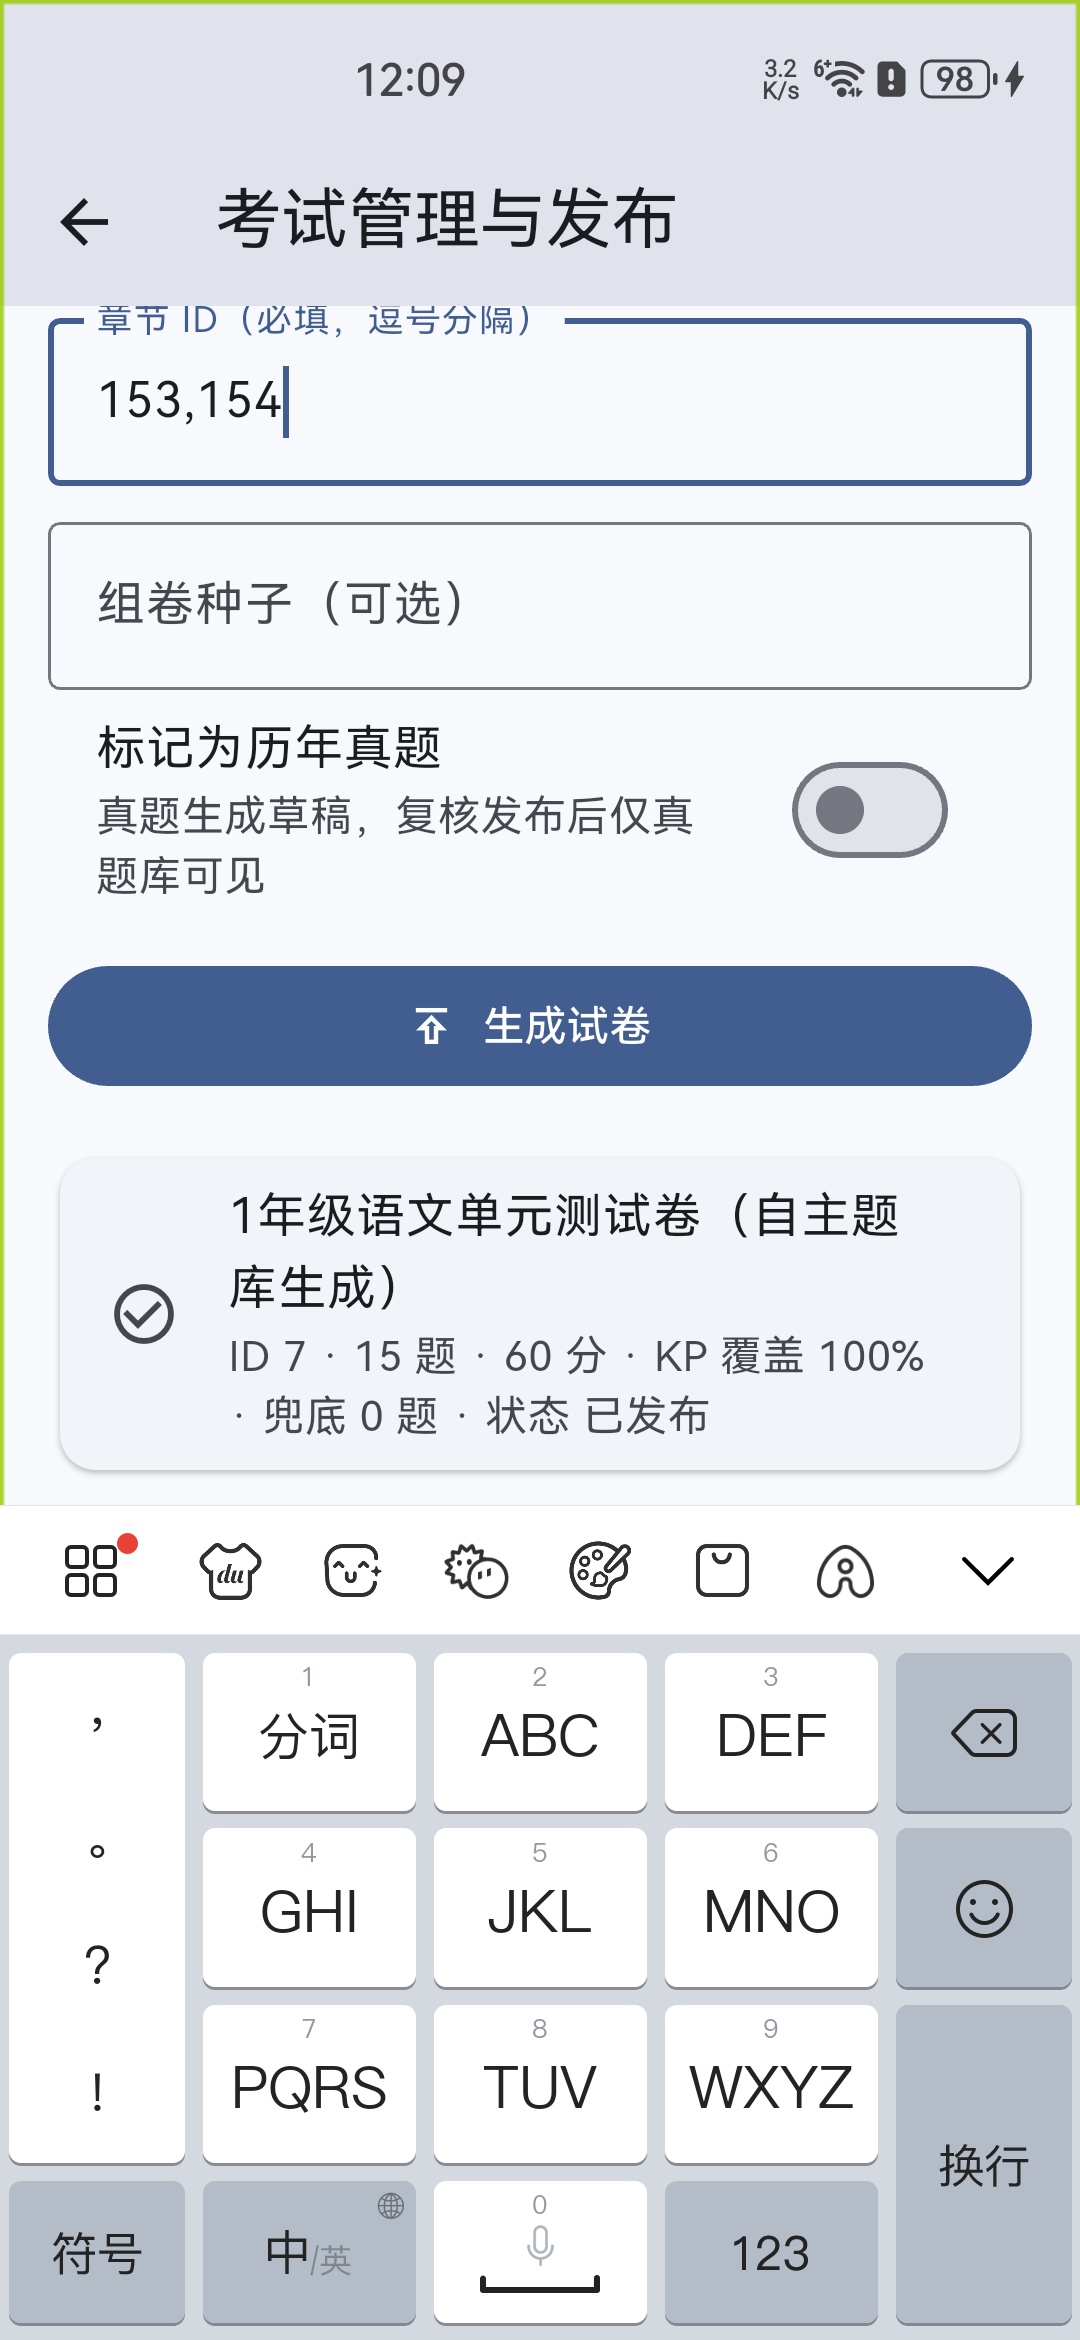 12:09
3.2
K/s
6+
98
考试管理与发布
章节 ID（必填，逗号分隔）
153,154
组卷种子（可选）
标记为历年真题
真题生成草稿，复核发布后仅真
题库可见
生成试卷
1年级语文单元测试卷（自主题
库生成）
ID 7 · 15 题 · 60 分 · KP 覆盖 100%
· 兜底 0 题 · 状态 已发布
du
，
。
?
!
1
分词
2
ABC
3
DEF
4
GHI
5
JKL
6
MNO
7
PQRS
8
TUV
9
WXYZ
换行
符号
中/英
0
123